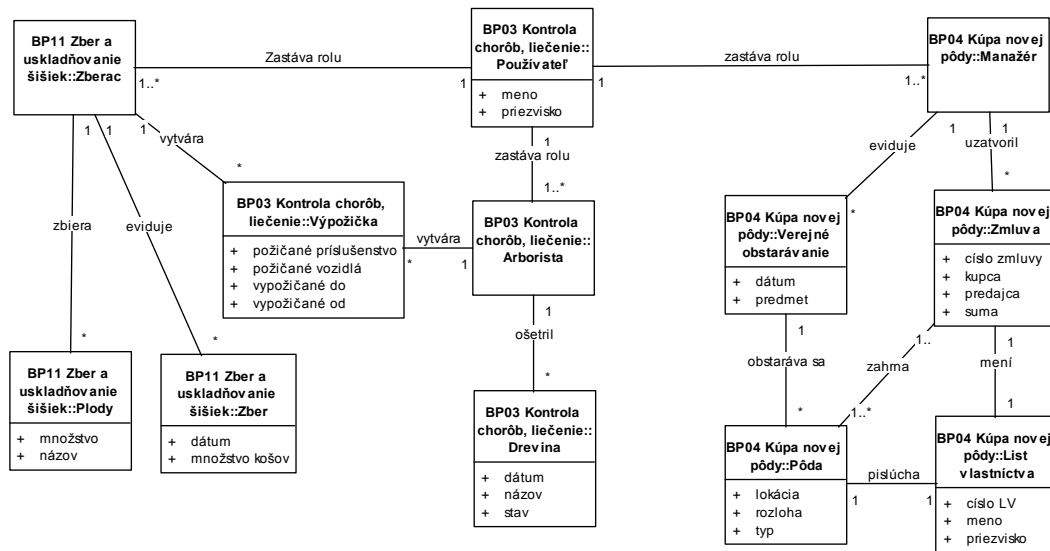 BP11 Zber a
uskladňovanie
šišiek::Zberac
Zastáva rolu
1..*
1
BP03 Kontrola
chorôb, liečenie::
Používateľ
+ meno
+ priezvisko
zastáva rolu
1
1..*
BP04 Kúpa novej
pôdy::Manažér
1
1
1
vytvára
*
zbiera
*
eviduje
*
1
zastáva rolu
1..*
1
eviduje
*
1
uzatvoril
*
BP03 Kontrola chorôb,
liečenie::Výpožička
+ požičané príslušenstvo
+ požičané vozidlá
+ vypožičané do
+ vypožičané od
vytvára
*
1
BP03 Kontrola
chorôb, liečenie::
Arborista
BP04 Kúpa novej
pôdy::Verejné
obstarávanie
+ dátum
+ predmet
BP04 Kúpa novej
pôdy::Zmluva
+ císlo zmluvy
+ kupca
+ predajca
+ suma
1
ošetril
*
1
obstaráva sa
*
1..
zahrna
1..*
1
mení
1
BP11 Zber a
uskladňovanie
šišiek::Plody
+ množstvo
+ názov
BP11 Zber a
uskladňovanie
šišiek::Zber
+ dátum
+ množstvo košov
BP03 Kontrola
chorôb, liečenie::
Drevina
+ dátum
+ názov
+ stav
BP04 Kúpa novej
pôdy::Pôda
+ lokácia
+ rozloha
+ typ
pislúcha
1
1
BP04 Kúpa novej
pôdy::List
vlastníctva
+ císlo LV
+ meno
+ priezvisko